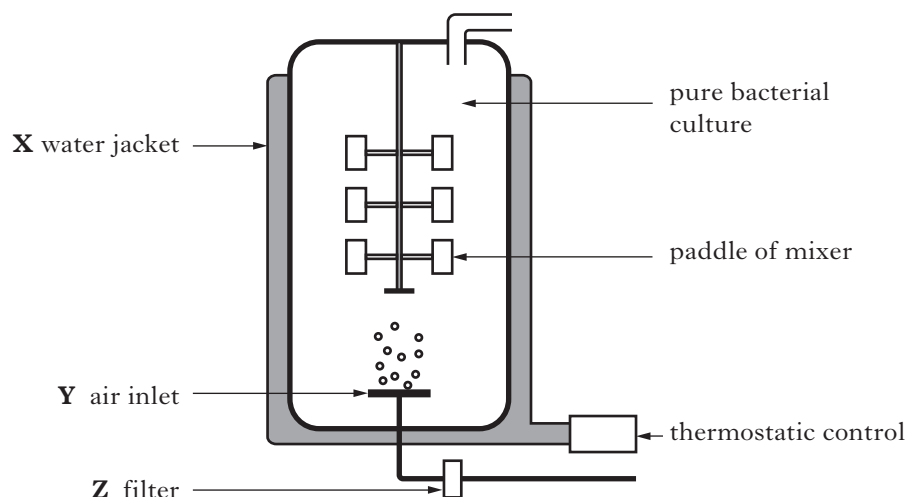 pure bacterial
culture
X water jacket
paddle of mixer
Y air inlet
thermostatic control
Z filter